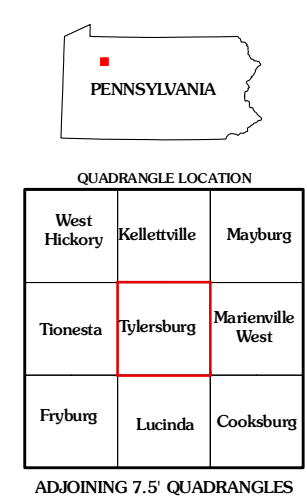 PENNSYLVANIA
QUADRANGLE LOCATION
West
Hickory
Kellettville
Mayburg
Tionesta
Tylersburg
Marienville
West
Fryburg
Lucinda
Cooksburg
ADJOINING 7.5' QUADRANGLES